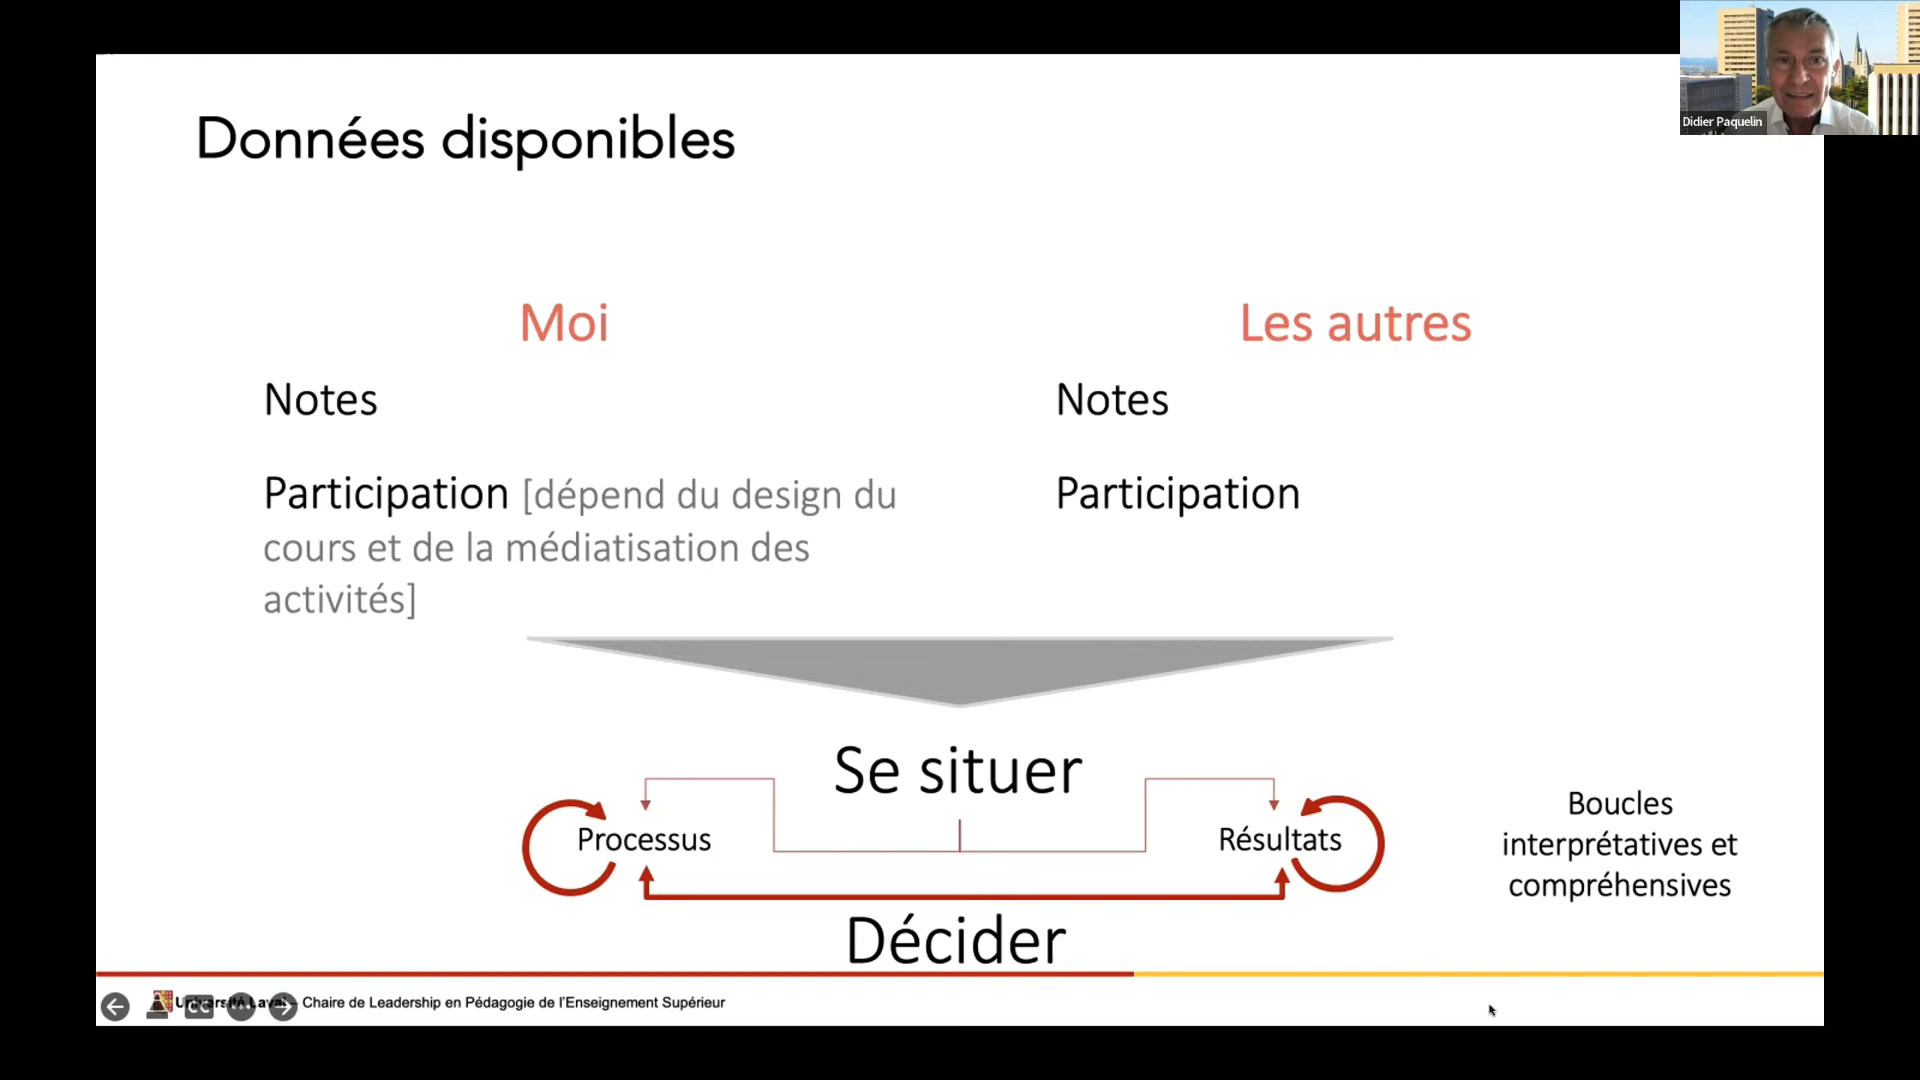 Didier Paquelin
Données disponibles
Moi
Notes
Participation [dépend du design du
cours et de la médiatisation des
activités]
Les autres
Notes
Participation
Se situer
Processus
Résultats
Boucles
interprétatives et
compréhensives
Décider
Université Laval – Chaire de Leadership en Pédagogie de l'Enseignement Supérieur
CC